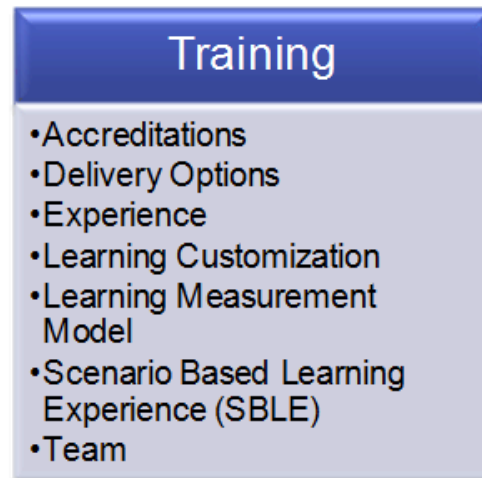 Training
•Accreditations
•Delivery Options
•Experience
•Learning Customization
•Learning Measurement
Model
•Scenario Based Learning
Experience (SBLE)
•Team